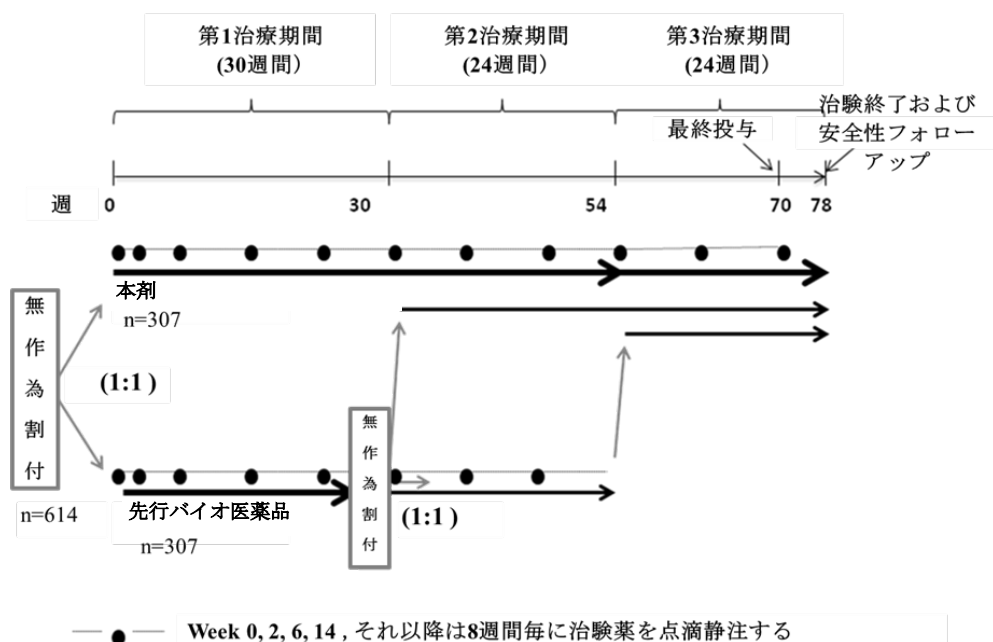 第1治療期間
(30週間）
第2治療期間
(24週間）
第3治療期間
(24週間）
最終投与
治験終了および
安全性フォロー
アップ
週 0 30 54 70 78
本剤
n=307
無作為割付
(1:1 )
n=614
先行バイオ医薬品
n=307
無作為割付
(1:1 )
Week 0, 2, 6, 14 , それ以降は8週間毎に治験薬を点滴静注する